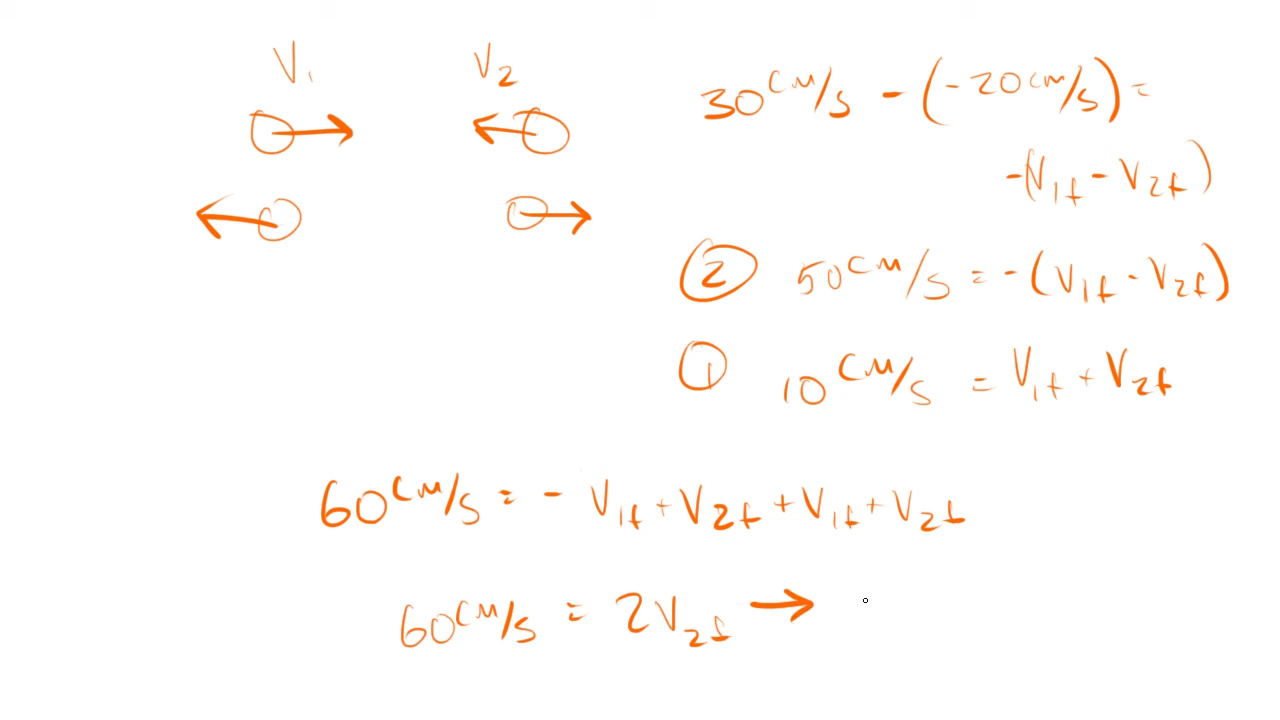 V₁ V₂
30 cm/s - (-20 cm/s) =
-(V₁f - V₂f)
② 50 cm/s = -(V₁f - V₂f)
① 10 cm/s = V₁f + V₂f
60 cm/s = - V₁f + V₂f + V₁f + V₂f
60 cm/s = 2V₂f →